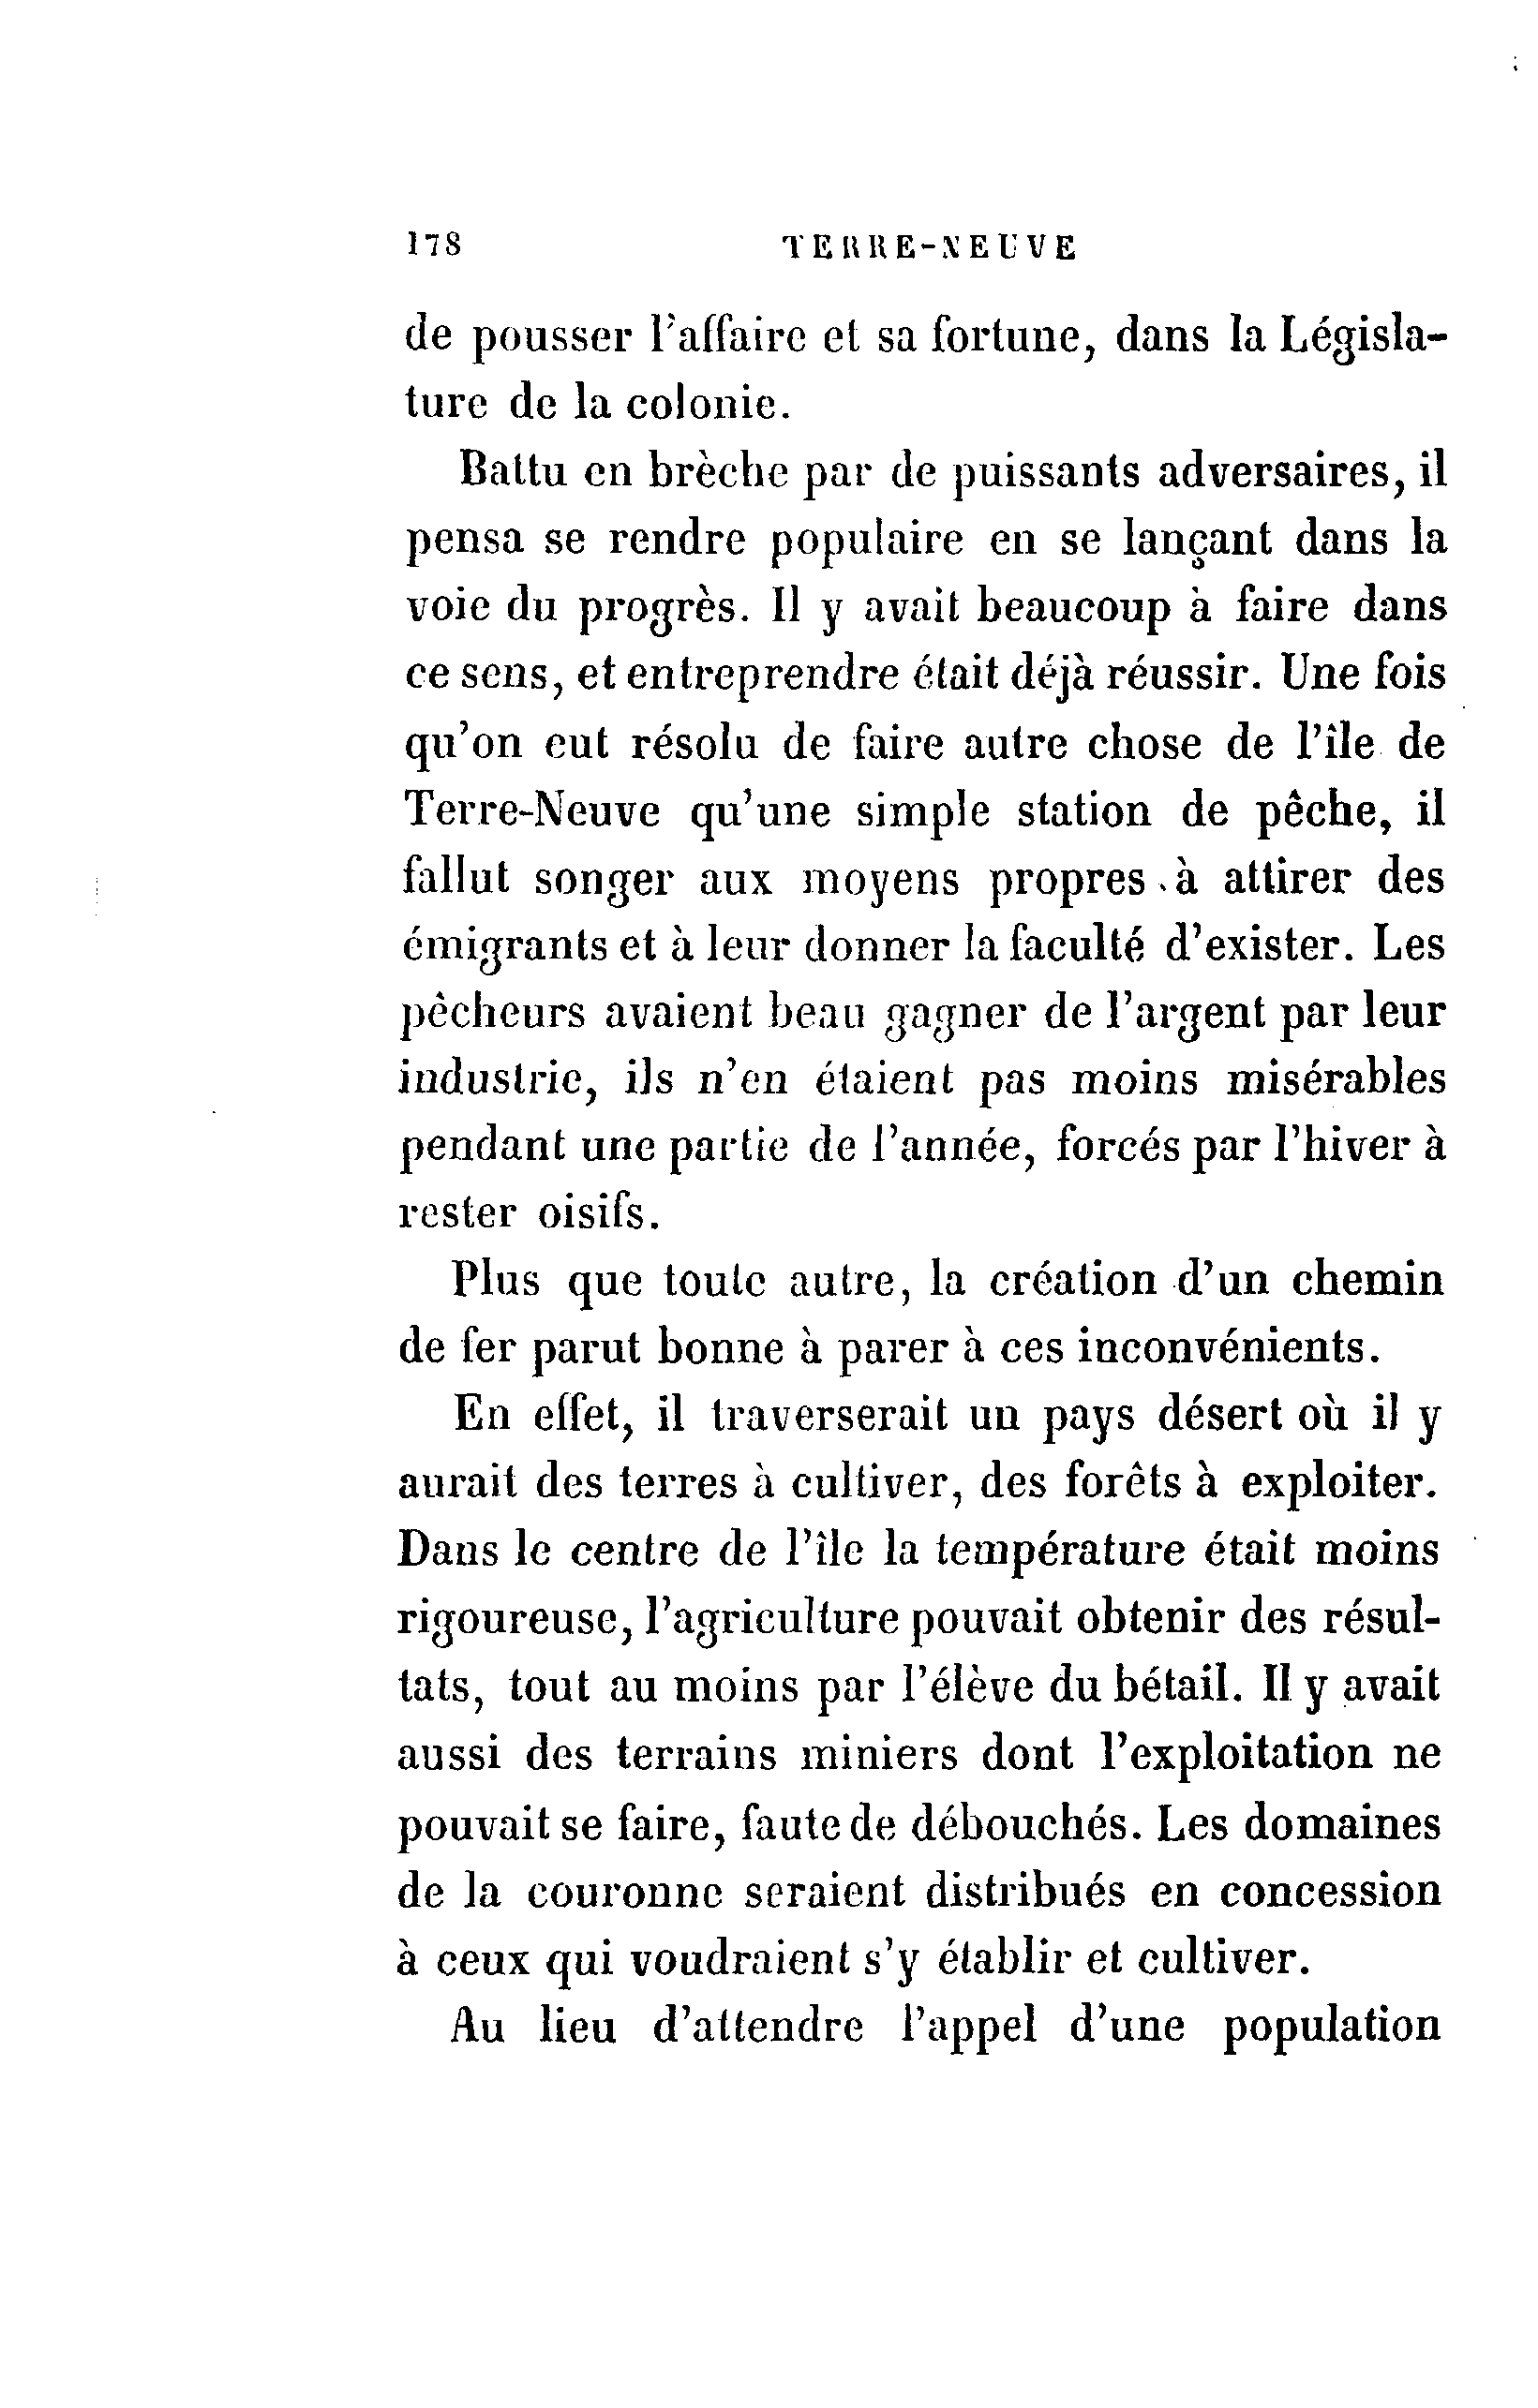 178 TERRE-NEUVE
de pousser l'affaire et sa fortune, dans la Législa-
ture de la colonie.
Battu en brèche par de puissants adversaires, il
pensa se rendre populaire en se lançant dans la
voie du progrès. Il y avait beaucoup à faire dans
ce sens, et entreprendre était déjà réussir. Une fois
qu'on eut résolu de faire autre chose de l'île de
Terre-Neuve qu'une simple station de pêche, il
fallut songer aux moyens propres à attirer des
émigrants et à leur donner la faculté d'exister. Les
pêcheurs avaient beau gagner de l'argent par leur
industrie, ils n'en étaient pas moins misérables
pendant une partie de l'année, forcés par l'hiver à
rester oisifs.
Plus que toute autre, la création d'un chemin
de fer parut bonne à parer à ces inconvénients.
En effet, il traverserait un pays désert où il y
aurait des terres à cultiver, des forêts à exploiter.
Dans le centre de l'île la température était moins
rigoureuse, l'agriculture pouvait obtenir des résul-
tats, tout au moins par l'élève du bétail. Il y avait
aussi des terrains miniers dont l'exploitation ne
pouvait se faire, faute de débouchés. Les domaines
de la couronne seraient distribués en concession
à ceux qui voudraient s'y établir et cultiver.
Au lieu d'attendre l'appel d'une population